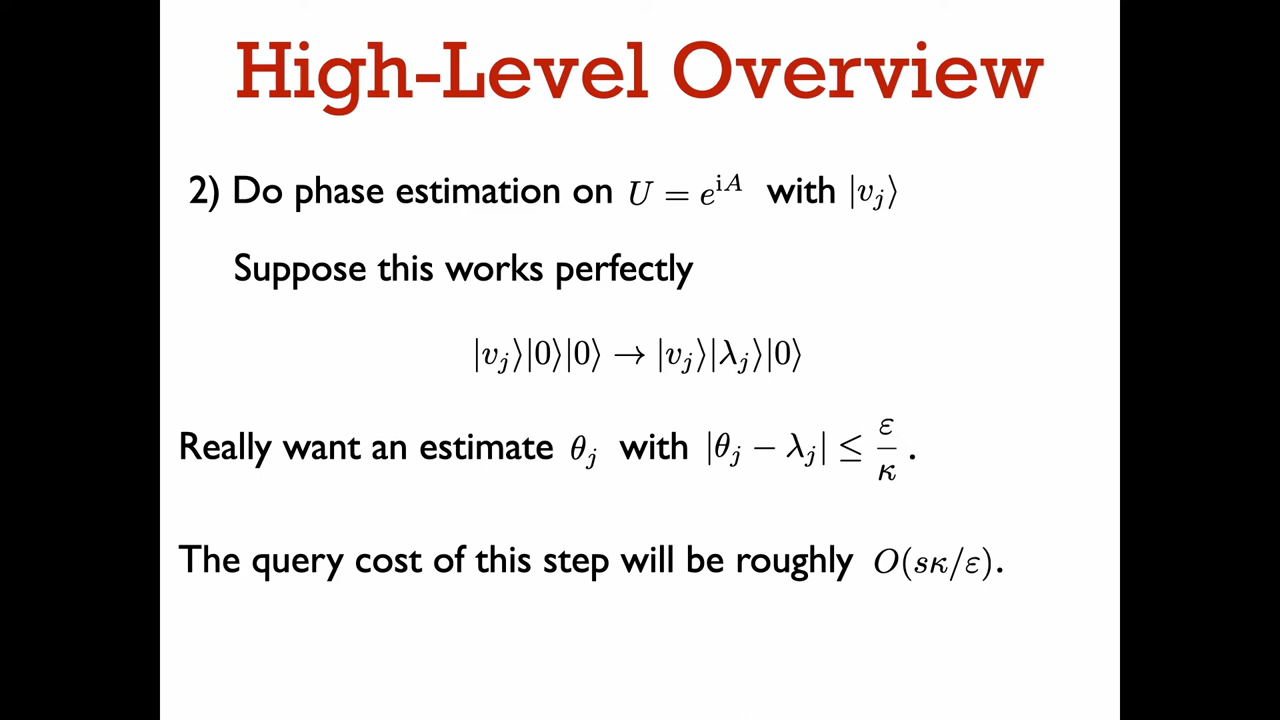 High-Level Overview
2) Do phase estimation on U = e^{iA} with |v_j⟩
Suppose this works perfectly
|v_j⟩|0⟩|0⟩ → |v_j⟩|λ_j⟩|0⟩
Really want an estimate θ_j with |θ_j − λ_j| ≤ ε/κ .
The query cost of this step will be roughly O(sκ/ε).